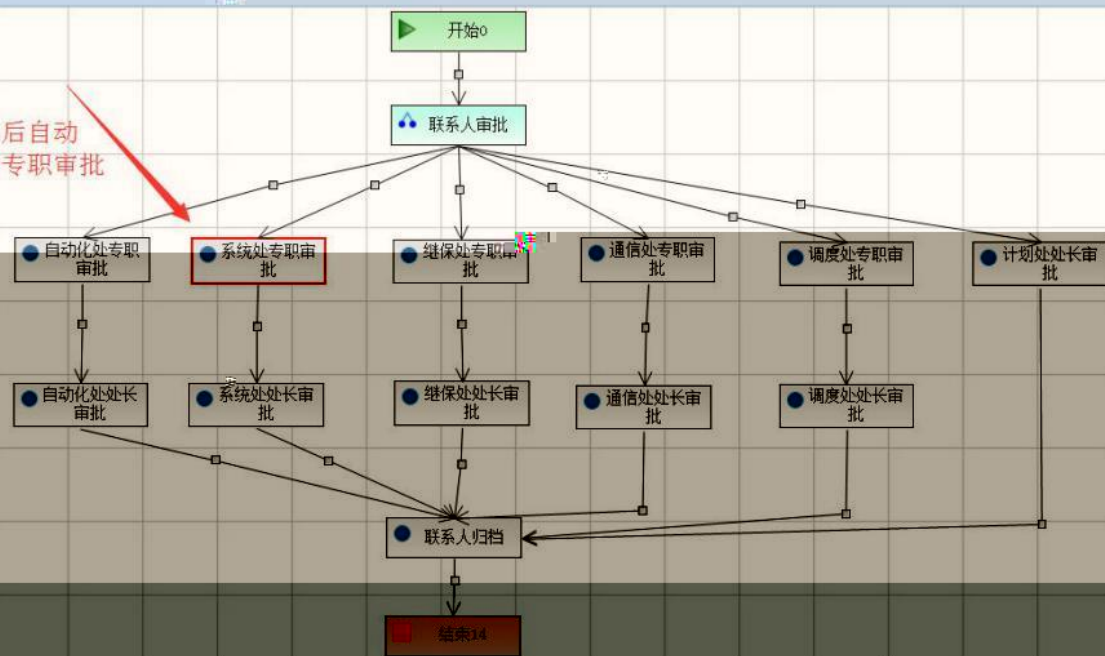 开始0
联系人审批
后自动
专职审批
自动化处专职
审批
系统处专职审
批
继保处专职审
批
通信处专职审
批
调度处专职审
批
计划处处长审
批
自动化处处长
审批
系统处处长审
批
继保处处长审
批
通信处处长审
批
调度处处长审
批
联系人归档
结束14